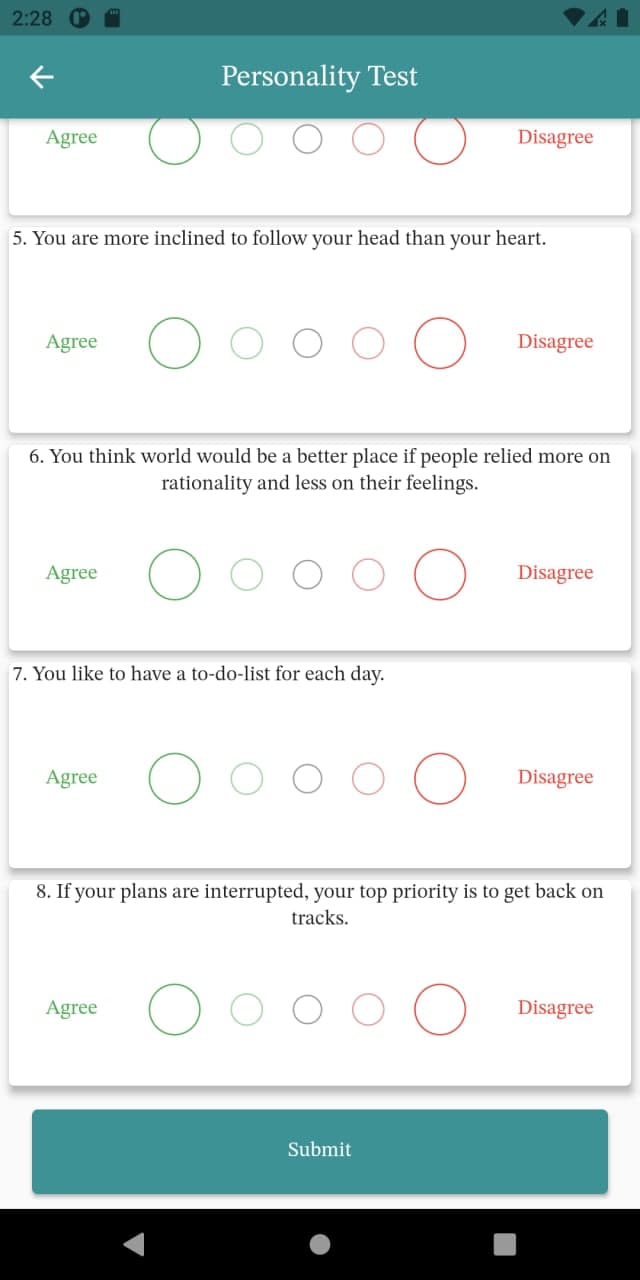 2:28
Personality Test
Agree Disagree
5. You are more inclined to follow your head than your heart.
Agree Disagree
6. You think world would be a better place if people relied more on
rationality and less on their feelings.
Agree Disagree
7. You like to have a to-do-list for each day.
Agree Disagree
8. If your plans are interrupted, your top priority is to get back on
tracks.
Agree Disagree
Submit